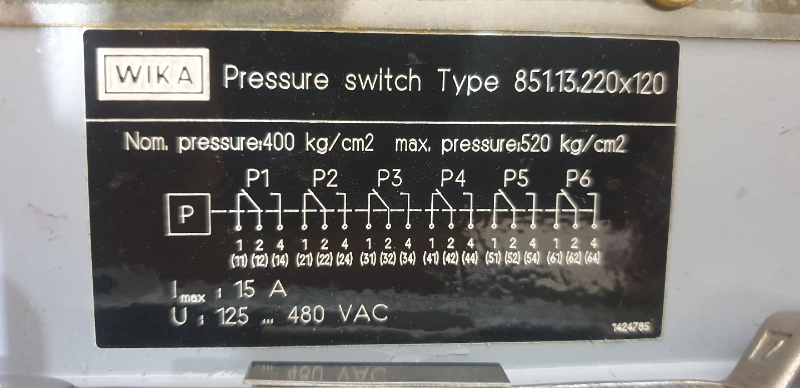 WIKA Pressure switch Type 851.13.220x120
Nom. pressure:400 kg/cm2 max. pressure:520 kg/cm2
P1 P2 P3 P4 P5 P6
P
1 2 4 1 2 4 1 2 4 1 2 4 1 2 4 1 2 4
(11) (12) (14) (21) (22) (24) (31) (32) (34) (41) (42) (44) (51) (52) (54) (61) (62) (64)
Imax : 15 A
U : 125 ... 480 VAC
1424785